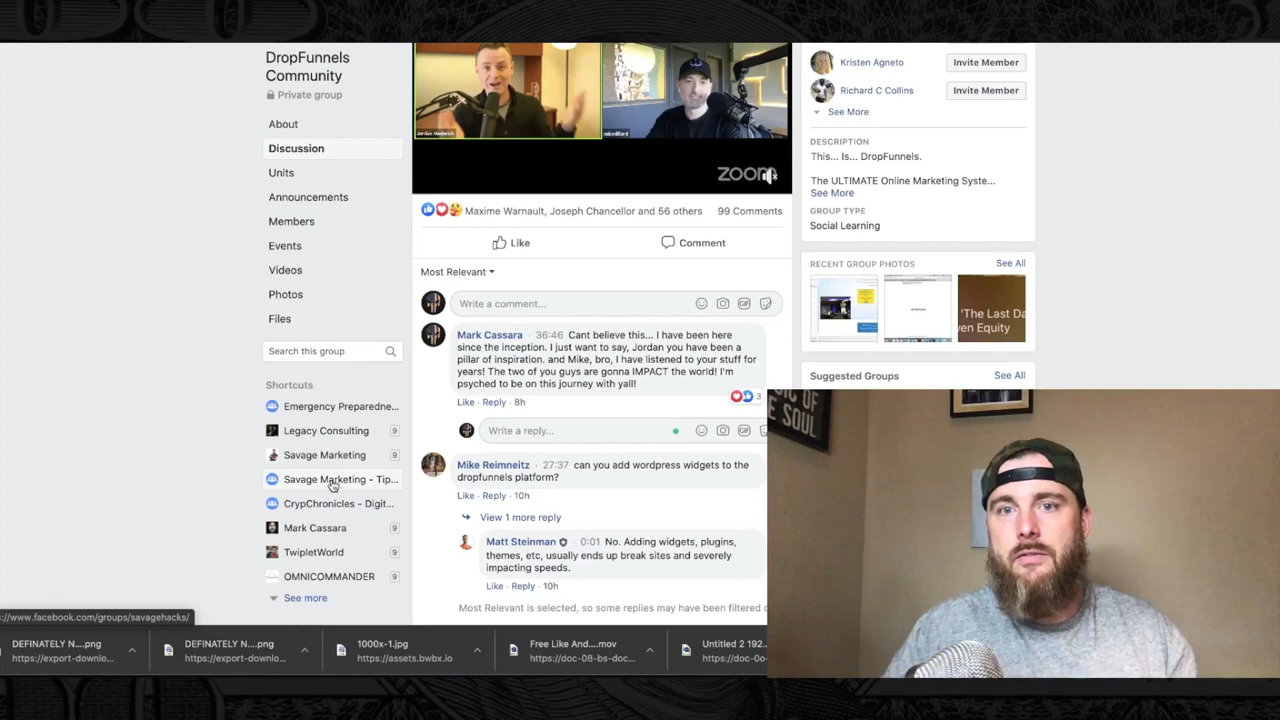 DropFunnels
Community
Private group
About
Discussion
Units
Announcements
Members
Events
Videos
Photos
Files
Search this group
Shortcuts
Emergency Preparedne...
Legacy Consulting 9
Savage Marketing 9
Savage Marketing - Tip...
CrypChronicles - Digit...
Mark Cassara 9
TwipletWorld 9
OMNICOMMANDER 9
See more
zoom
Maxime Warnault, Joseph Chancellor and 56 others 99 Comments
Like Comment
Most Relevant
Write a comment...
GIF
Mark Cassara · 36:46 Cant believe this... I have been here
since the inception. I just want to say, Jordan you have been a
pillar of inspiration. and Mike, bro, I have listened to your stuff for
years! The two of you guys are gonna IMPACT the world! I'm
psyched to be on this journey with yall!
3
Like · Reply · 8h
Write a reply...
GIF
Mike Reimneitz · 27:37 can you add wordpress widgets to the
dropfunnels platform?
Like · Reply · 10h
View 1 more reply
Matt Steinman · 0:01 No. Adding widgets, plugins,
themes, etc, usually ends up break sites and severely
impacting speeds.
Like · Reply · 10h
Most Relevant is selected, so some replies may have been filtered
Kristen Agneto Invite Member
Richard C Collins Invite Member
See More
DESCRIPTION
This... Is... DropFunnels.
The ULTIMATE Online Marketing Syste...
See More
GROUP TYPE
Social Learning
RECENT GROUP PHOTOS See All
'The Last Da
ven Equity
Suggested Groups See All
OF
E SOUL
://www.facebook.com/groups/savagehacks/
DEFINATELY N....png
https://export-downlo...
DEFINATELY N....png
https://export-downlo...
1000x-1.jpg
https://assets.bwbx.io
Free Like And....mov
https://doc-08-bs-doc...
Untitled 2 192...
https://doc-0o-